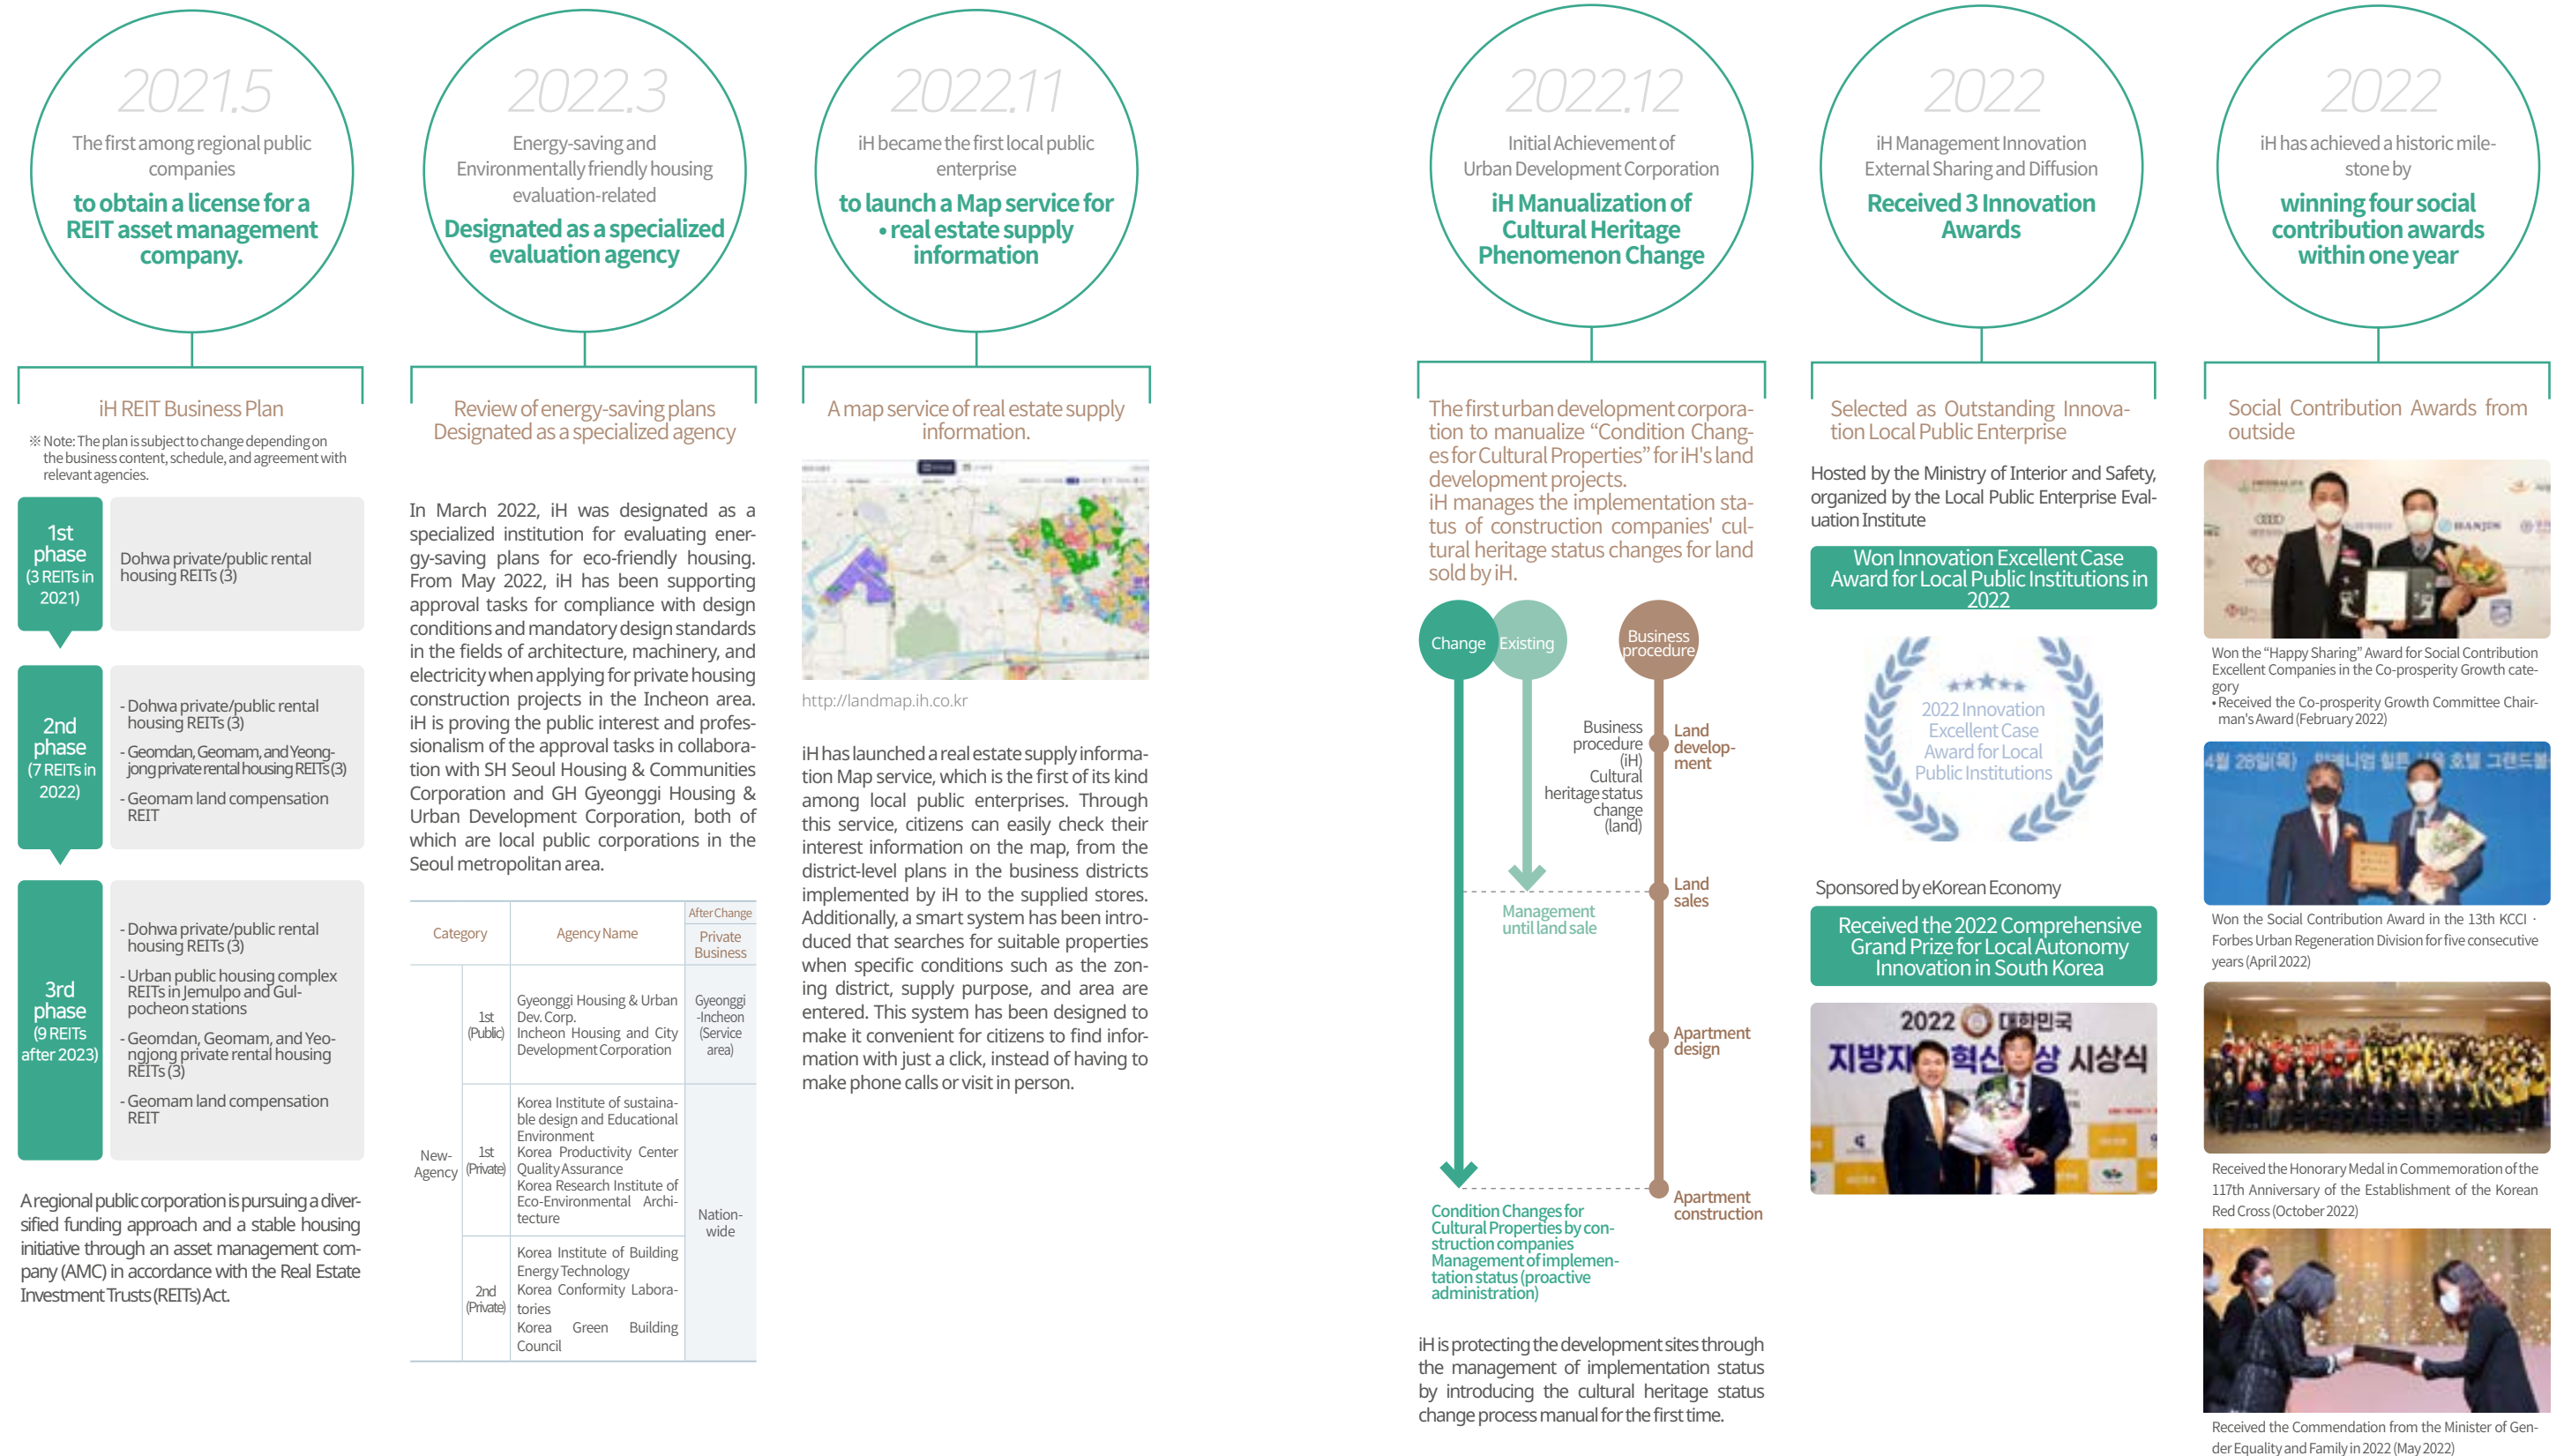 2021.5
The first among regional public
companies
to obtain a license for a
REIT asset management
company.
iH REIT Business Plan
※ Note: The plan is subject to change depending on
the business content, schedule, and agreement with
relevant agencies.
1st
phase
(3 REITs in
2021)
Dohwa private/public rental
housing REITs (3)
2nd
phase
(7 REITs in
2022)
- Dohwa private/public rental
housing REITs (3)
- Geomdan, Geomam, and Yeong-
jong private rental housing REITs (3)
- Geomam land compensation
REIT
3rd
phase
(9 REITs
after 2023)
- Dohwa private/public rental
housing REITs (3)
- Urban public housing complex
REITs in Jemulpo and Gul-
pocheon stations
- Geomdan, Geomam, and Yeo-
ngjong private rental housing
REITs (3)
- Geomam land compensation
REIT
A regional public corporation is pursuing a diver-
sified funding approach and a stable housing
initiative through an asset management com-
pany (AMC) in accordance with the Real Estate
Investment Trusts (REITs) Act.
2022.3
Energy-saving and
Environmentally friendly housing
evaluation-related
Designated as a specialized
evaluation agency
Review of energy-saving plans
Designated as a specialized agency
In March 2022, iH was designated as a
specialized institution for evaluating ener-
gy-saving plans for eco-friendly housing.
From May 2022, iH has been supporting
approval tasks for compliance with design
conditions and mandatory design standards
in the fields of architecture, machinery, and
electricity when applying for private housing
construction projects in the Incheon area.
iH is proving the public interest and profes-
sionalism of the approval tasks in collabora-
tion with SH Seoul Housing & Communities
Corporation and GH Gyeonggi Housing &
Urban Development Corporation, both of
which are local public corporations in the
Seoul metropolitan area.
Category
Agency Name
After Change
Private
Business
New-
Agency
1st
(Public)
Gyeonggi Housing & Urban
Dev. Corp.
Incheon Housing and City
Development Corporation
Gyeonggi
-Incheon
(Service
area)
1st
(Private)
Korea Institute of sustaina-
ble design and Educational
Environment
Korea Productivity Center
Quality Assurance
Korea Research Institute of
Eco-Environmental Archi-
tecture
Nation-
wide
2nd
(Private)
Korea Institute of Building
Energy Technology
Korea Conformity Labora-
tories
Korea Green Building
Council
2022.11
iH became the first local public
enterprise
to launch a Map service for
• real estate supply
information
A map service of real estate supply
information.
http://landmap.ih.co.kr
iH has launched a real estate supply informa-
tion Map service, which is the first of its kind
among local public enterprises. Through
this service, citizens can easily check their
interest information on the map, from the
district-level plans in the business districts
implemented by iH to the supplied stores.
Additionally, a smart system has been intro-
duced that searches for suitable properties
when specific conditions such as the zon-
ing district, supply purpose, and area are
entered. This system has been designed to
make it convenient for citizens to find infor-
mation with just a click, instead of having to
make phone calls or visit in person.
2022.12
Initial Achievement of
Urban Development Corporation
iH Manualization of
Cultural Heritage
Phenomenon Change
The first urban development corpora-
tion to manualize “Condition Chang-
es for Cultural Properties” for iH's land
development projects.
iH manages the implementation sta-
tus of construction companies' cul-
tural heritage status changes for land
sold by iH.
Change
Existing
Business
procedure
Business
procedure
(iH)
Cultural
heritage status
change
(land)
Land
develop-
ment
Land
sales
Management
until land sale
Apartment
design
Apartment
construction
Condition Changes for
Cultural Properties by con-
struction companies
Management of implemen-
tation status (proactive
administration)
iH is protecting the development sites through
the management of implementation status
by introducing the cultural heritage status
change process manual for the first time.
2022
iH Management Innovation
External Sharing and Diffusion
Received 3 Innovation
Awards
Selected as Outstanding Innova-
tion Local Public Enterprise
Hosted by the Ministry of Interior and Safety,
organized by the Local Public Enterprise Eval-
uation Institute
Won Innovation Excellent Case
Award for Local Public Institutions in
2022
2022 Innovation
Excellent Case
Award for Local
Public Institutions
Sponsored by eKorean Economy
Received the 2022 Comprehensive
Grand Prize for Local Autonomy
Innovation in South Korea
2022 대한민국
지방자 혁신 상 시상식
2022
iH has achieved a historic mile-
stone by
winning four social
contribution awards
within one year
Social Contribution Awards from
outside
HANJIN
Won the “Happy Sharing” Award for Social Contribution
Excellent Companies in the Co-prosperity Growth cate-
gory
• Received the Co-prosperity Growth Committee Chair-
man's Award (February 2022)
4월 28일(목) 밀레니엄 힐튼 서울 호텔 그랜드볼
Won the Social Contribution Award in the 13th KCCI ·
Forbes Urban Regeneration Division for five consecutive
years (April 2022)
Received the Honorary Medal in Commemoration of the
117th Anniversary of the Establishment of the Korean
Red Cross (October 2022)
Received the Commendation from the Minister of Gen-
der Equality and Family in 2022 (May 2022)